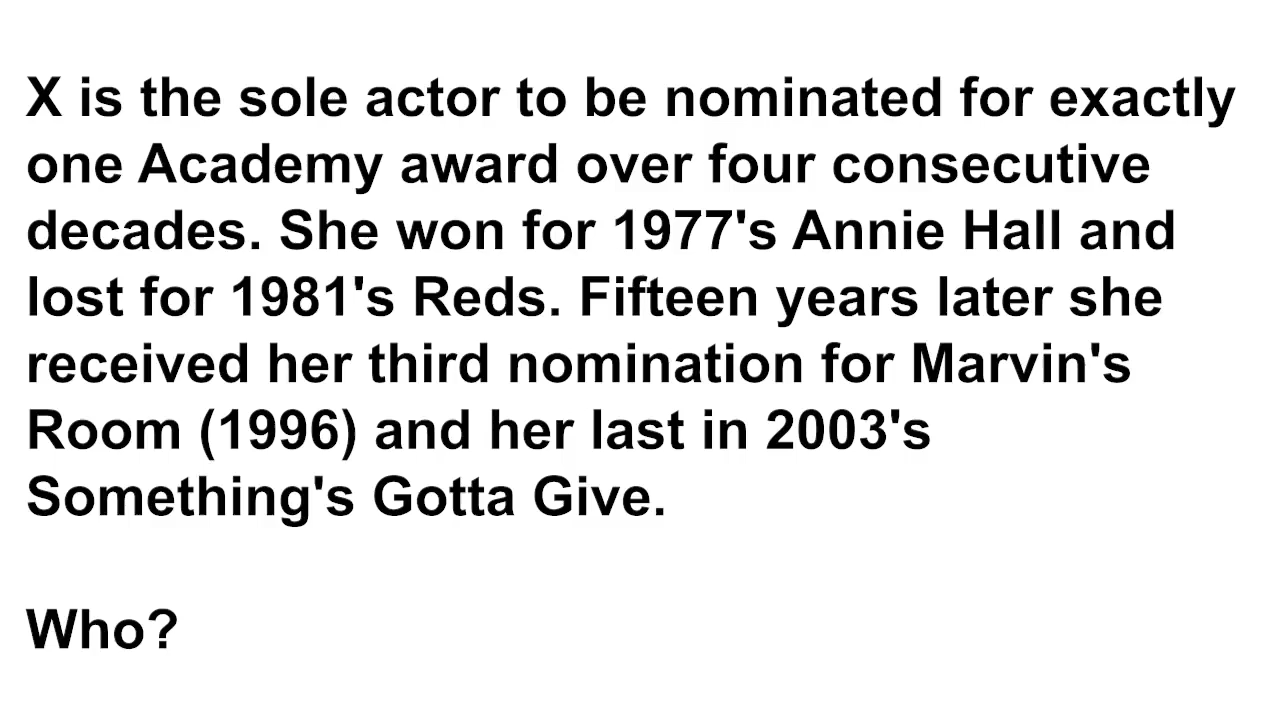 X is the sole actor to be nominated for exactly
one Academy award over four consecutive
decades. She won for 1977's Annie Hall and
lost for 1981's Reds. Fifteen years later she
received her third nomination for Marvin's
Room (1996) and her last in 2003's
Something's Gotta Give.
Who?